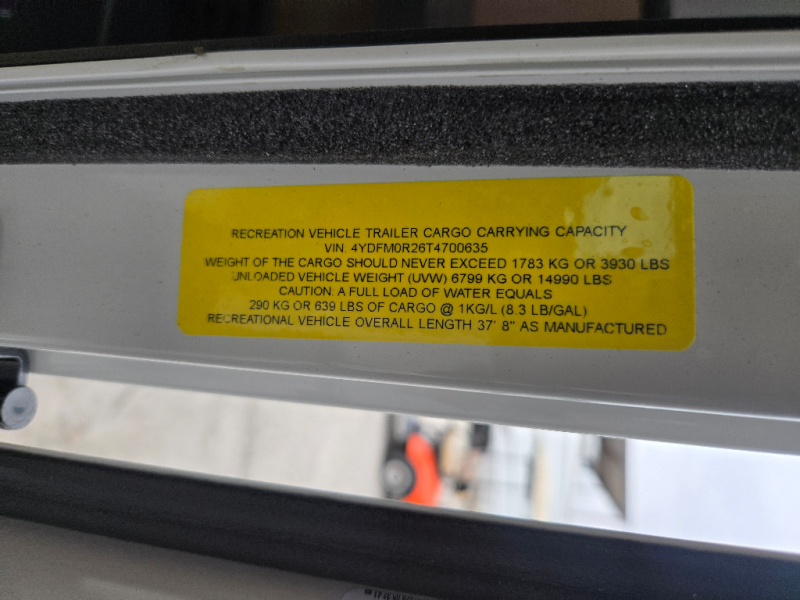 RECREATION VEHICLE TRAILER CARGO CARRYING CAPACITY
VIN: 4YDFM0R26T4700635
WEIGHT OF THE CARGO SHOULD NEVER EXCEED 1783 KG OR 3930 LBS
UNLOADED VEHICLE WEIGHT (UVW) 6799 KG OR 14990 LBS
CAUTION: A FULL LOAD OF WATER EQUALS
290 KG OR 639 LBS OF CARGO @ 1KG/L (8.3 LB/GAL)
RECREATIONAL VEHICLE OVERALL LENGTH 37' 8" AS MANUFACTURED